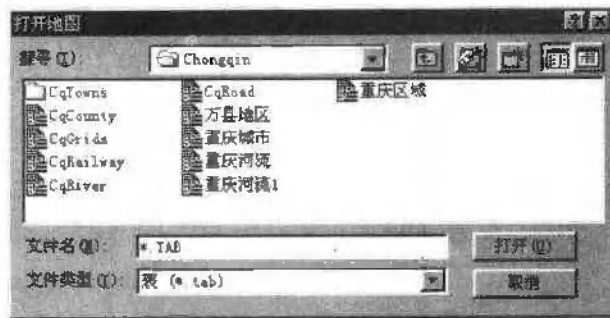 打开地图
搜寻(I): Chongqin
CqTowns CqRoad 重庆区域
CqCounty 万县地区
CqGrids 重庆城市
CqRailway 重庆河流
CqRiver 重庆河流1
文件名(N): *.TAB 打开(O)
文件类型(T): 表 (*.tab) 取消